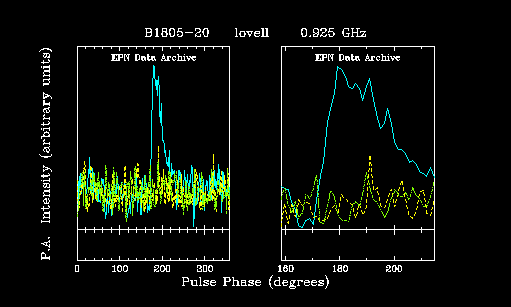 B1805-20 lovell 0.925 GHz
EPN Data Archive EPN Data Archive
P.A. Intensity (arbitrary units)
0 100 200 300 160 180 200
Pulse Phase (degrees)